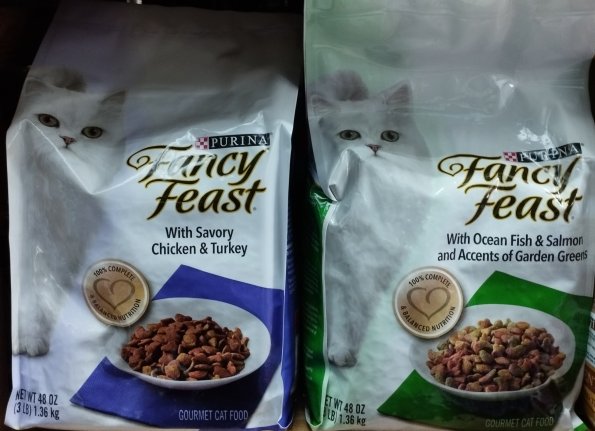 PURINA
Fancy
Feast
With Savory
Chicken & Turkey
100% COMPLETE
& BALANCED NUTRITION
NET WT 48 OZ
(3 LB) 1.36 kg
GOURMET CAT FOOD
PURINA
Fancy
Feast
With Ocean Fish & Salmon
and Accents of Garden Greens
100% COMPLETE
& BALANCED NUTRITION
NET WT 48 OZ
(3 LB) 1.36 kg
GOURMET CAT FOOD